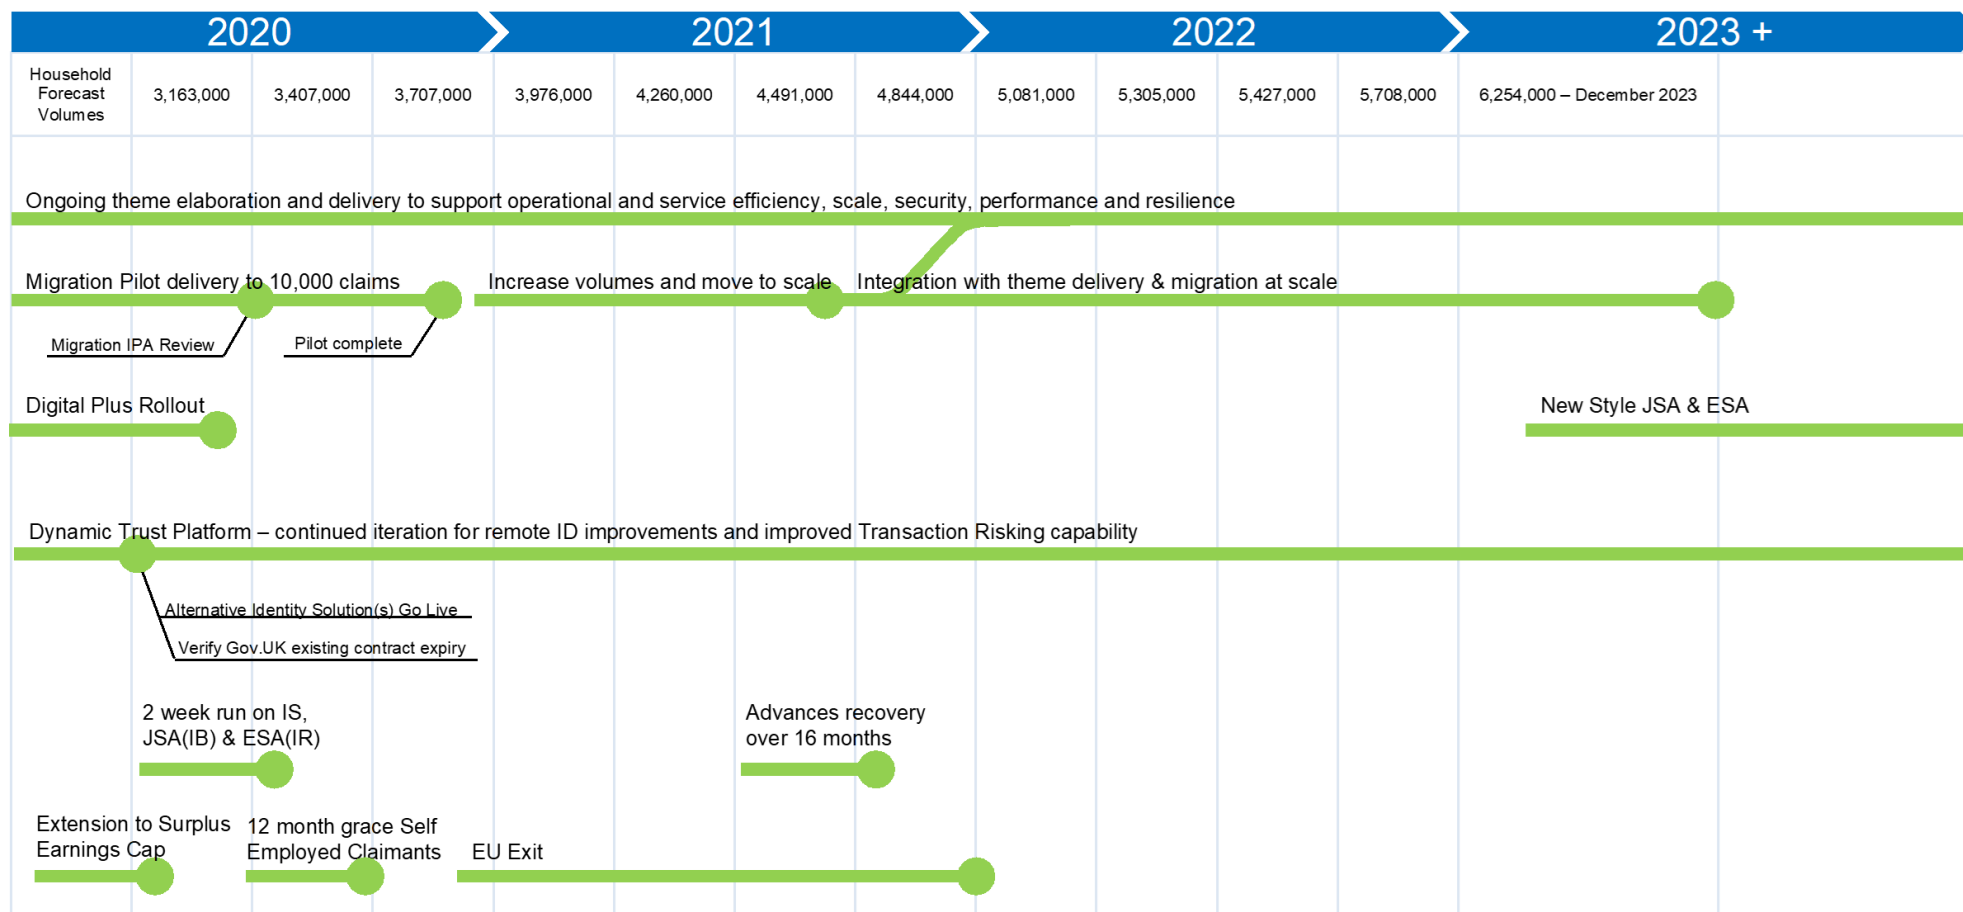 2020
2021
2022
2023 +
Household
Forecast
Volumes
3,163,000
3,407,000
3,707,000
3,976,000
4,260,000
4,491,000
4,844,000
5,081,000
5,305,000
5,427,000
5,708,000
6,254,000 – December 2023
Ongoing theme elaboration and delivery to support operational and service efficiency, scale, security, performance and resilience
Migration Pilot delivery to 10,000 claims
Increase volumes and move to scale
Integration with theme delivery & migration at scale
Migration IPA Review
Pilot complete
Digital Plus Rollout
New Style JSA & ESA
Dynamic Trust Platform – continued iteration for remote ID improvements and improved Transaction Risking capability
Alternative Identity Solution(s) Go Live
Verify Gov.UK existing contract expiry
2 week run on IS,
JSA(IB) & ESA(IR)
Advances recovery
over 16 months
Extension to Surplus
Earnings Cap
12 month grace Self
Employed Claimants
EU Exit